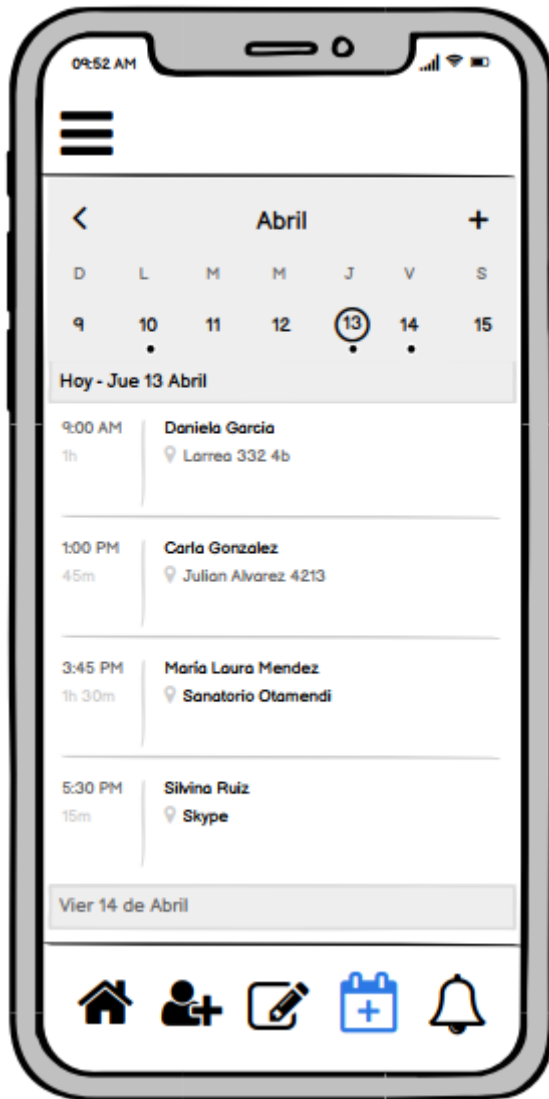 09:52 AM
Abril
D L M M J V S
9 10 11 12 13 14 15
Hoy - Jue 13 Abril
9:00 AM Daniela Garcia
1h Larrea 332 4b
1:00 PM Carla Gonzalez
45m Julian Alvarez 4213
3:45 PM María Laura Mendez
1h 30m Sanatorio Otamendi
5:30 PM Silvina Ruiz
15m Skype
Vier 14 de Abril